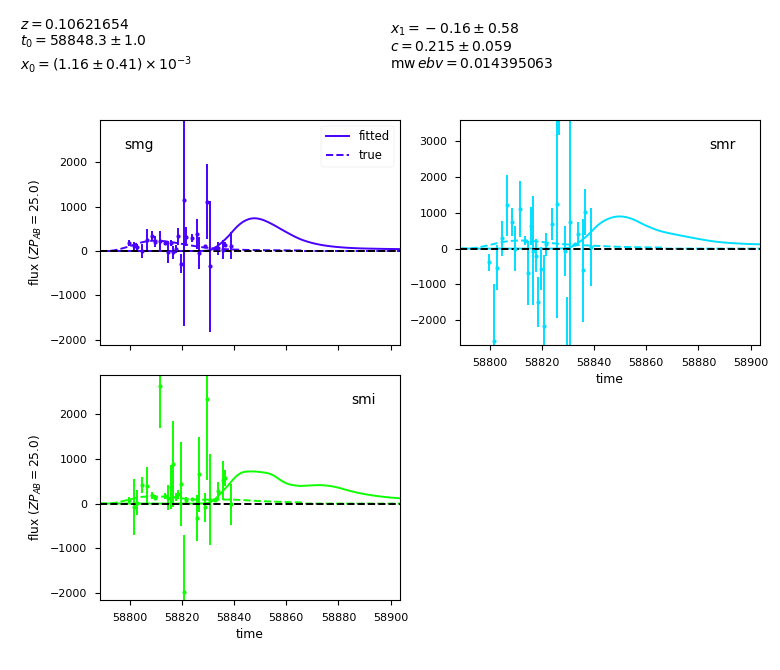 z = 0.10621654
t₀ = 58848.3 ± 1.0
x₀ = (1.16 ± 0.41) × 10⁻³
x₁ = −0.16 ± 0.58
c = 0.215 ± 0.059
mw ebv = 0.014395063
smg
fitted
true
2000
1000
0
−1000
−2000
flux (ZP_AB = 25.0)
smr
3000
2000
1000
0
−1000
−2000
58800 58820 58840 58860 58880 58900
time
smi
2000
1000
0
−1000
−2000
flux (ZP_AB = 25.0)
58800 58820 58840 58860 58880 58900
time